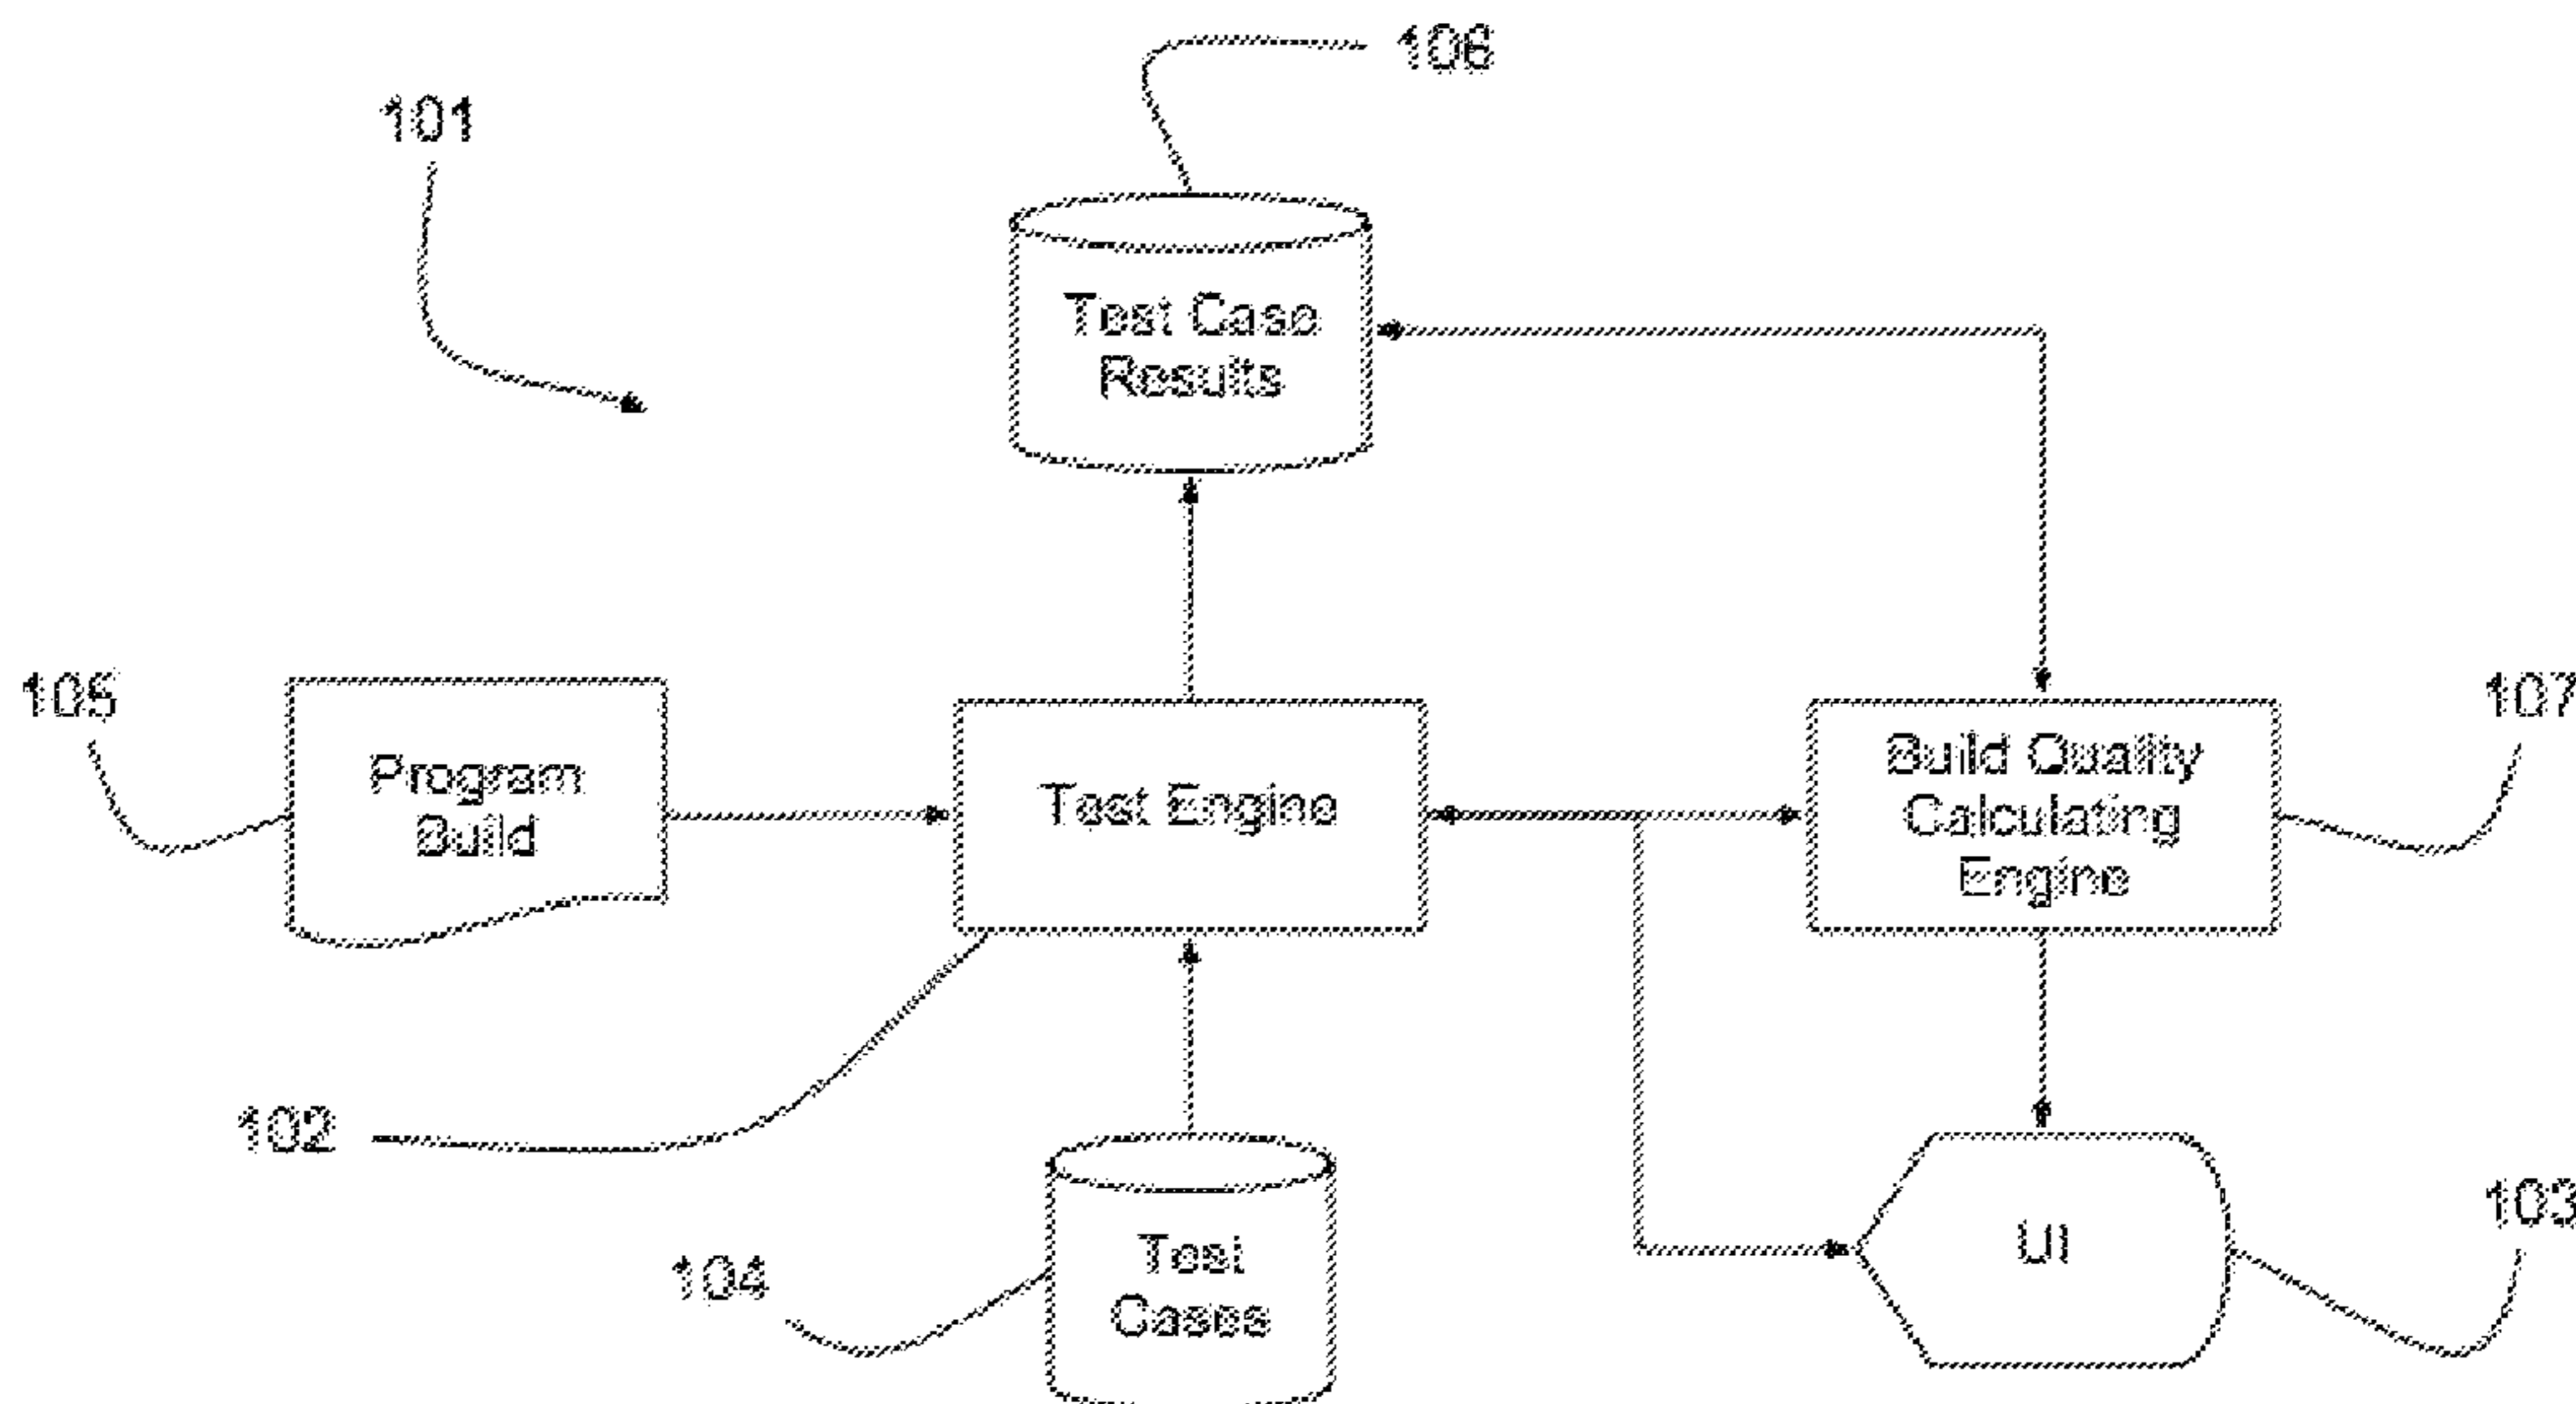 106
101
Test Case
Results
105
Program
Build
Test Engine
Build Quality
Calculating
Engine
107
102
104
Test
Cases
UI
103